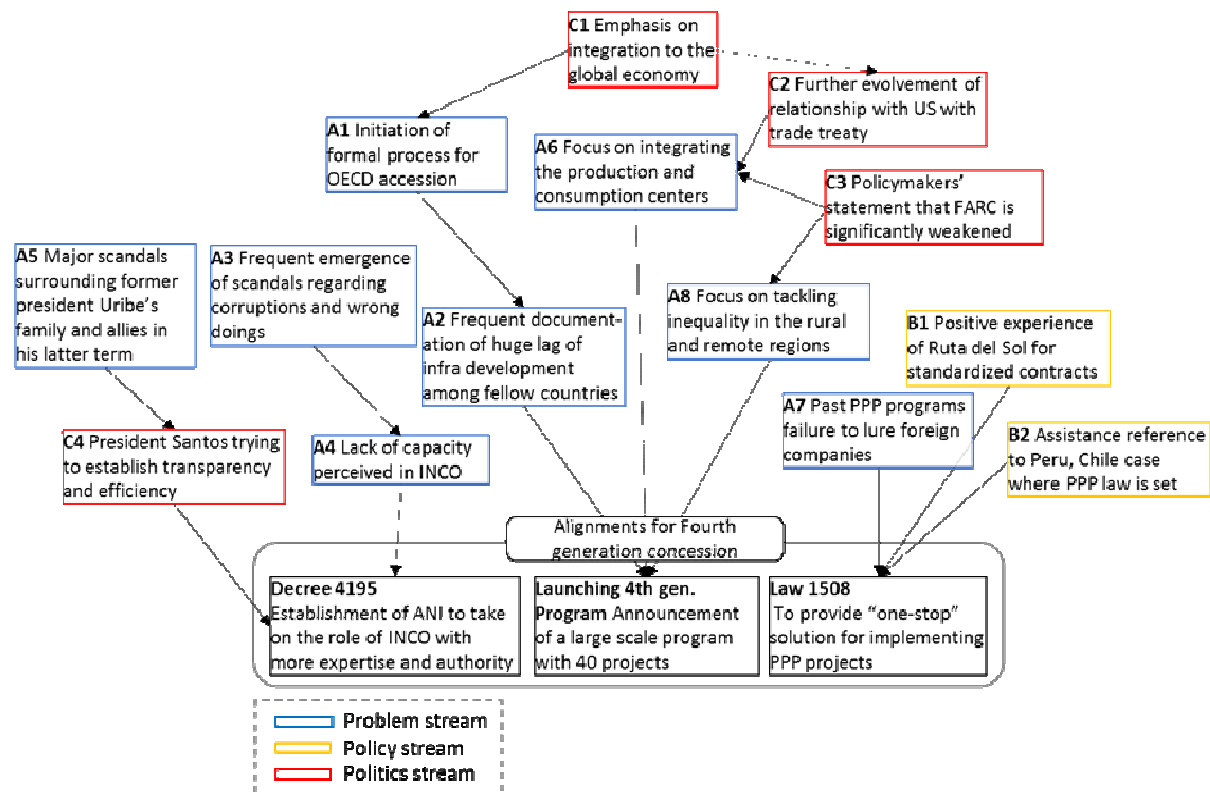 C1 Emphasis on
integration to the
global economy
C2 Further evolvement of
relationship with US with
trade treaty
A1 Initiation of
formal process for
OECD accession
A6 Focus on integrating
the production and
consumption centers
C3 Policymakers'
statement that FARC is
significantly weakened
A5 Major scandals
surrounding former
president Uribe's
family and allies in
his latter term
A3 Frequent emergence
of scandals regarding
corruptions and wrong
doings
A2 Frequent document-
ation of huge lag of
infra development
among fellow countries
A8 Focus on tackling
inequality in the rural
and remote regions
B1 Positive experience
of Ruta del Sol for
standardized contracts
C4 President Santos trying
to establish transparency
and efficiency
A4 Lack of capacity
perceived in INCO
A7 Past PPP programs
failure to lure foreign
companies
B2 Assistance reference
to Peru, Chile case
where PPP law is set
Alignments for Fourth
generation concession
Decree 4195
Establishment of ANI to take
on the role of INCO with
more expertise and authority
Launching 4th gen.
Program Announcement
of a large scale program
with 40 projects
Law 1508
To provide "one-stop"
solution for implementing
PPP projects
Problem stream
Policy stream
Politics stream